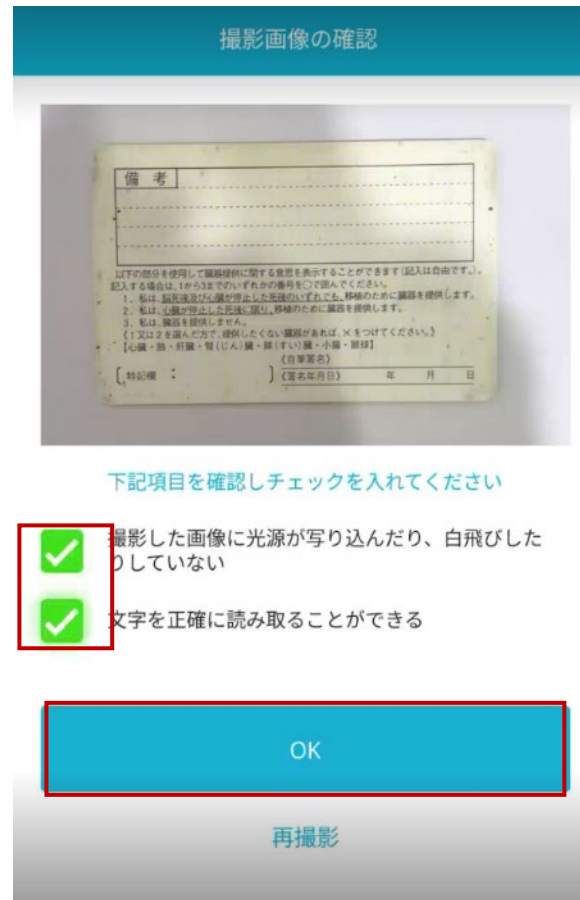 撮影画像の確認
備 考
以下の部分を使用して臓器提供に関する意思を表示することができます(記入は自由です。)。
記入する場合は、1から3までのいずれかの番号を○で囲んでください。
1. 私は、脳死後及び心臓が停止した死後のいずれでも、移植のために臓器を提供します。
2. 私は、心臓が停止した死後に限り、移植のために臓器を提供します。
3. 私は、臓器を提供しません。
《1又は2を選んだ方で、提供したくない臓器があれば、×をつけてください。》
【心臓・肺・肝臓・腎(じん)臓・膵(すい)臓・小腸・眼球】
《自筆署名》
〔特記欄： 〕《署名年月日》 年 月 日
下記項目を確認しチェックを入れてください
撮影した画像に光源が写り込んだり、白飛びした
りしていない
文字を正確に読み取ることができる
OK
再撮影